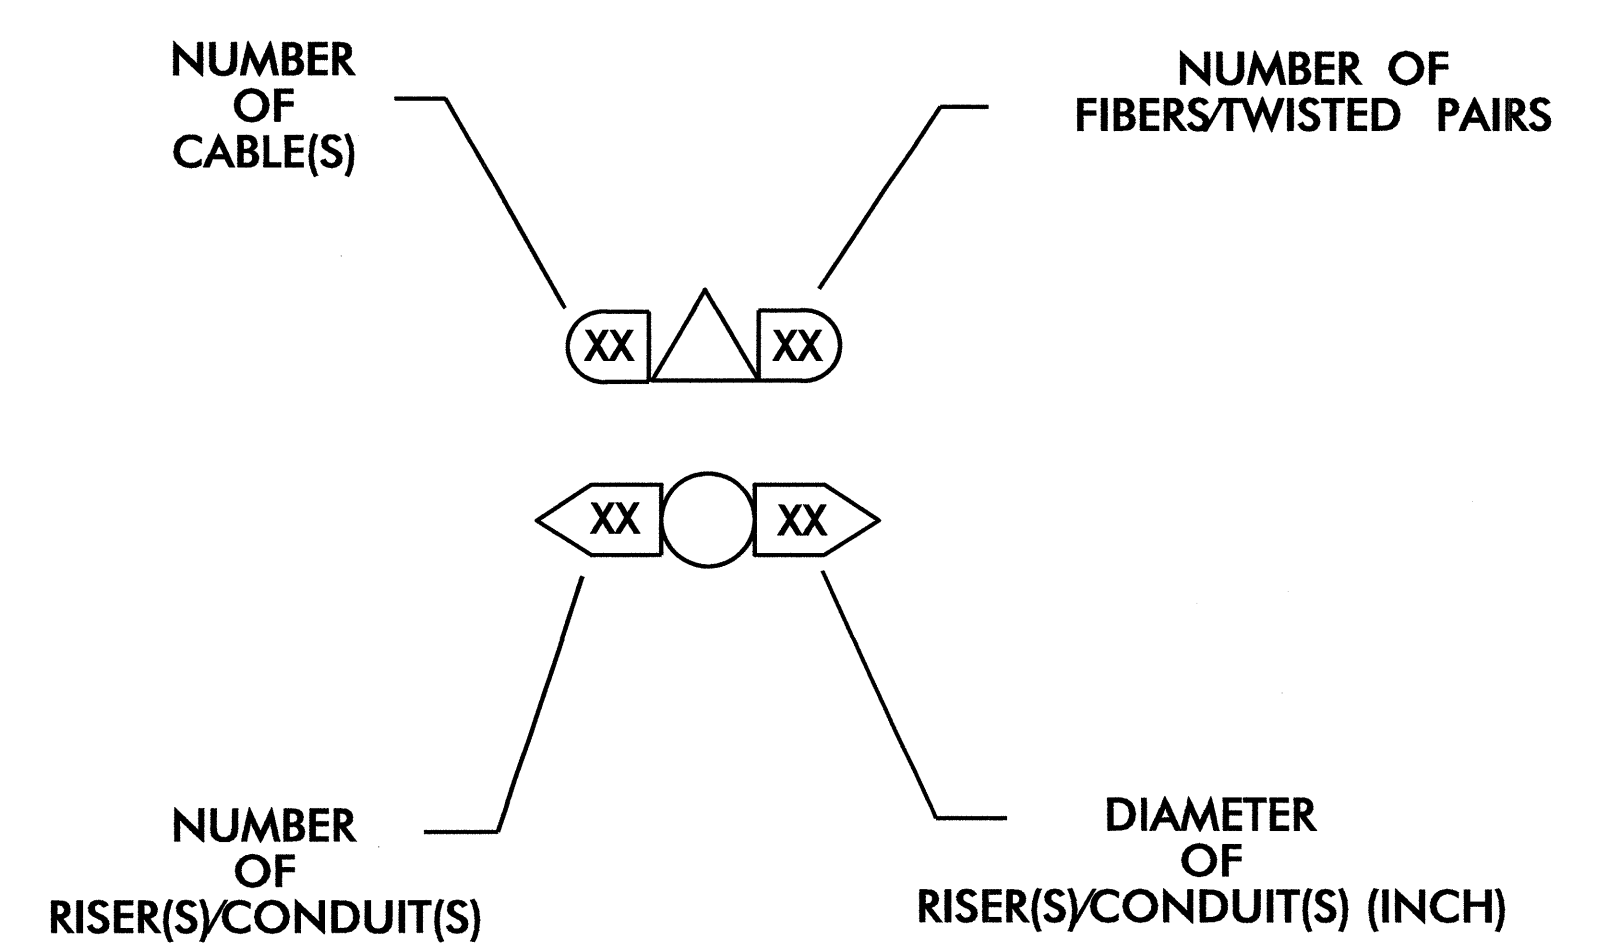 NUMBER
OF
CABLE(S)
NUMBER OF
FIBERS/TWISTED PAIRS
XX
XX
XX
XX
NUMBER
OF
RISER(S)/CONDUIT(S)
DIAMETER
OF
RISER(S)/CONDUIT(S) (INCH)